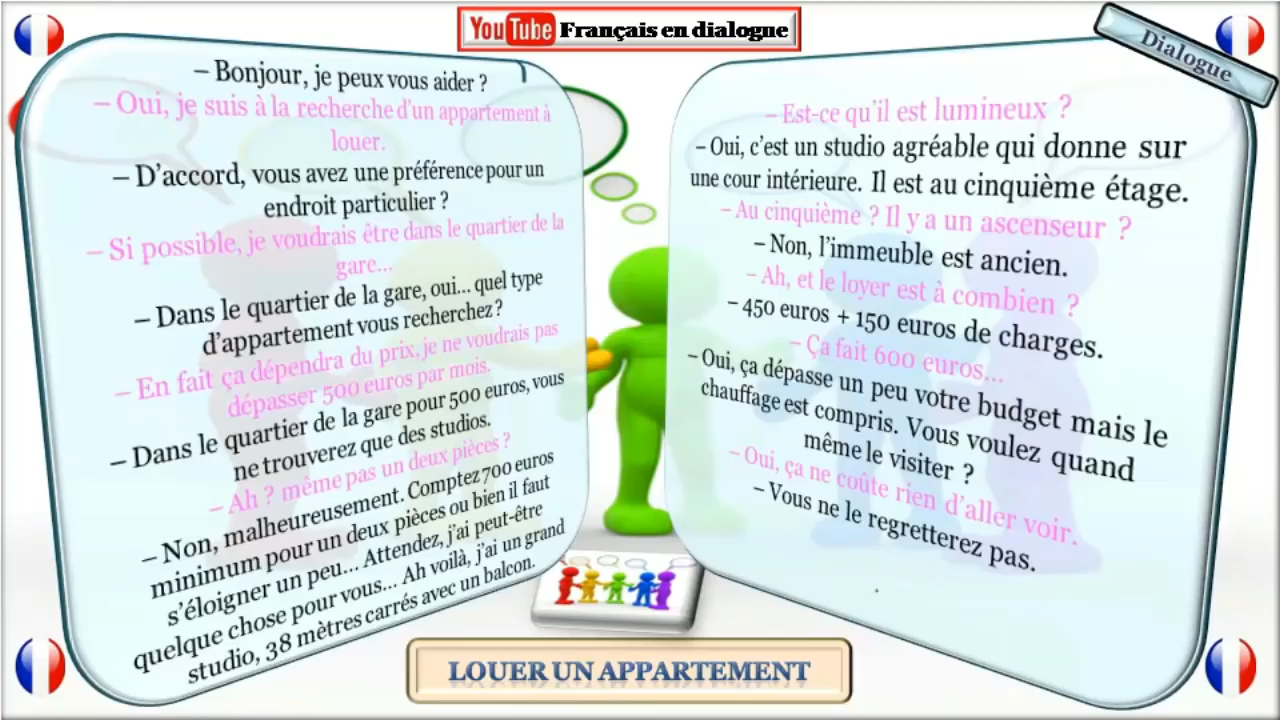 YouTube Français en dialogue
Dialogue
– Bonjour, je peux vous aider ?
– Oui, je suis à la recherche d'un appartement à
louer.
– D'accord, vous avez une préférence pour un
endroit particulier ?
– Si possible, je voudrais être dans le quartier de la
gare...
– Dans le quartier de la gare, oui... quel type
d'appartement vous recherchez ?
– En fait ça dépendra du prix, je ne voudrais pas
dépasser 500 euros par mois.
– Dans le quartier de la gare pour 500 euros, vous
ne trouverez que des studios.
– Ah ? même pas un deux pièces ?
– Non, malheureusement. Comptez 700 euros
minimum pour un deux pièces ou bien il faut
s'éloigner un peu... Attendez, j'ai peut-être
quelque chose pour vous... Ah voilà, j'ai un grand
studio, 38 mètres carrés avec un balcon.
– Est-ce qu'il est lumineux ?
– Oui, c'est un studio agréable qui donne sur
une cour intérieure. Il est au cinquième étage.
– Au cinquième ? Il y a un ascenseur ?
– Non, l'immeuble est ancien.
– Ah, et le loyer est à combien ?
– 450 euros + 150 euros de charges.
– Ça fait 600 euros...
– Oui, ça dépasse un peu votre budget mais le
chauffage est compris. Vous voulez quand
même le visiter ?
– Oui, ça ne coûte rien d'aller voir.
– Vous ne le regretterez pas.
LOUER UN APPARTEMENT